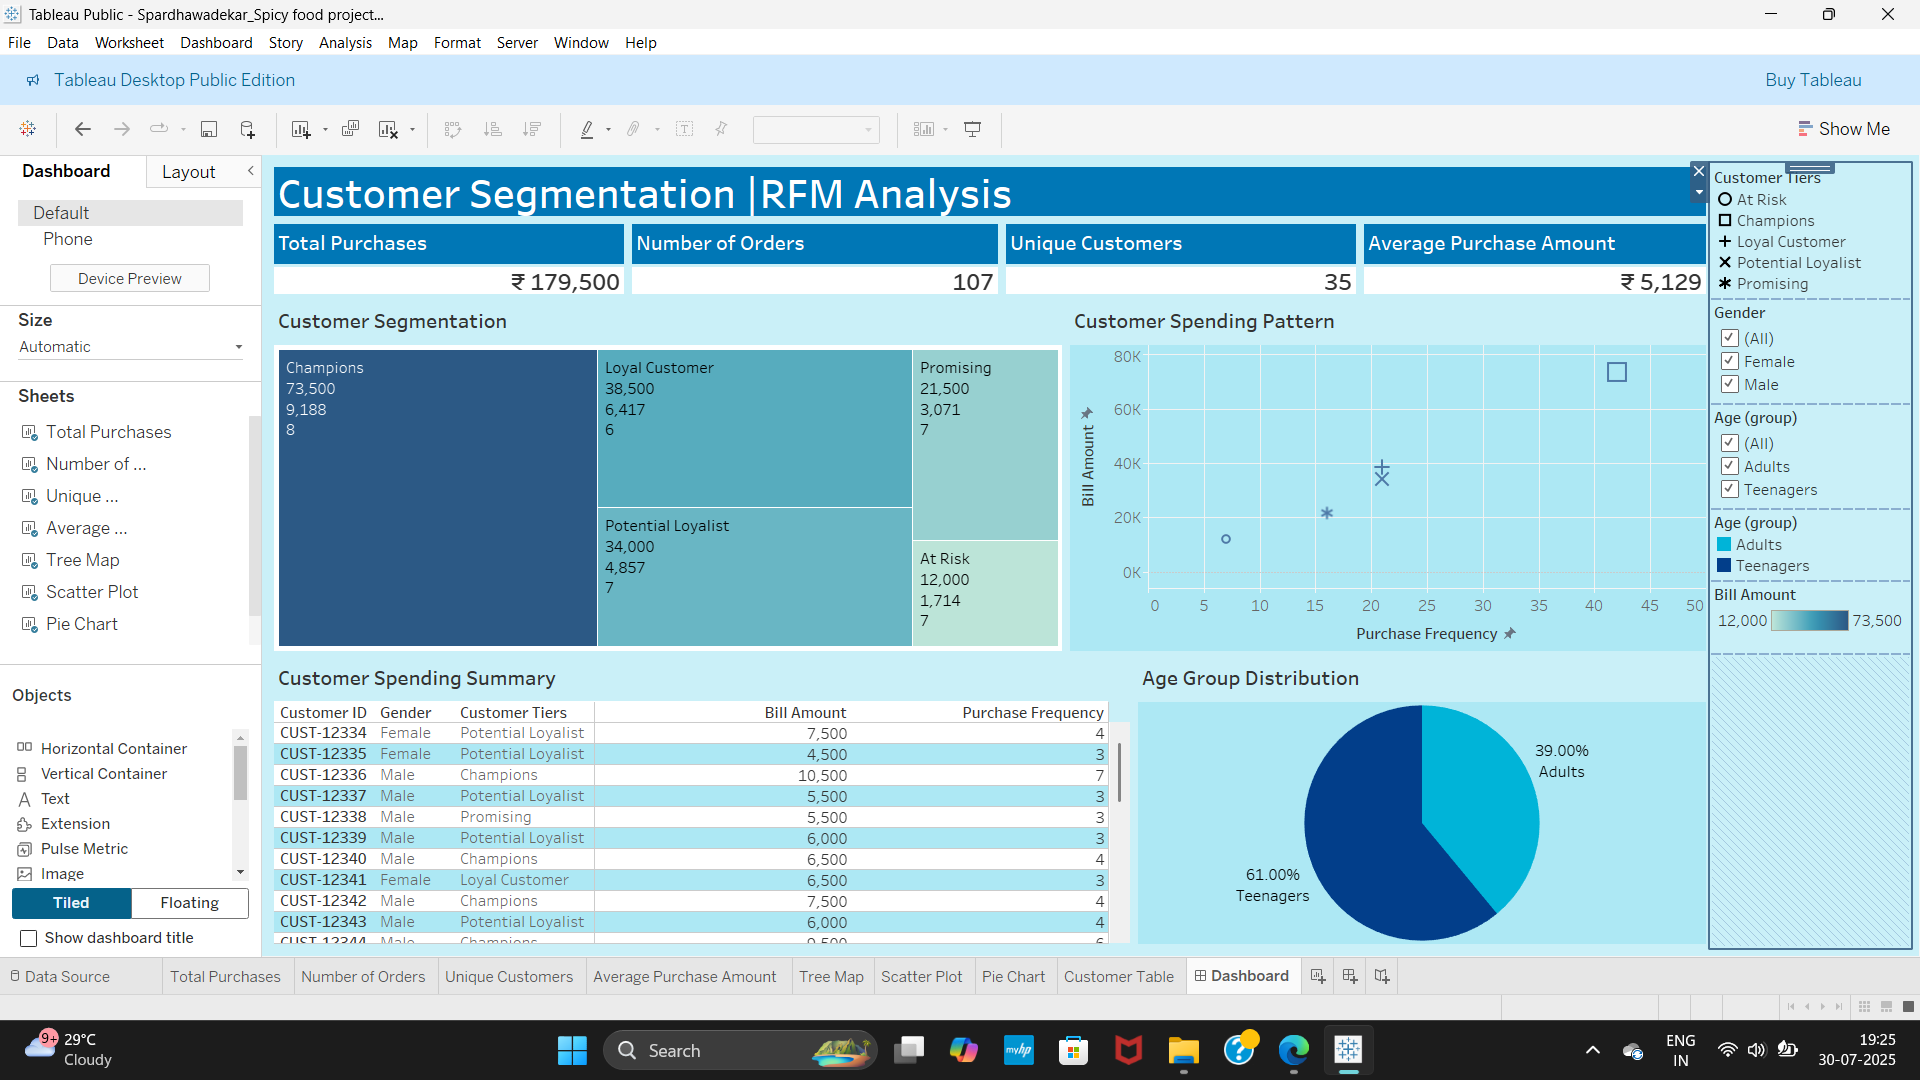 Tableau Public - Spardhawadekar_Spicy food project...
File Data Worksheet Dashboard Story Analysis Map Format Server Window Help
Tableau Desktop Public Edition
Buy Tableau
Show Me
Dashboard Layout
Default
Phone
Device Preview
Size
Automatic
Sheets
Total Purchases
Number of ...
Unique ...
Average ...
Tree Map
Scatter Plot
Pie Chart
Objects
Horizontal Container
Vertical Container
Text
Extension
Pulse Metric
Image
Tiled Floating
Show dashboard title
Customer Segmentation |RFM Analysis
Total Purchases
₹ 179,500
Number of Orders
107
Unique Customers
35
Average Purchase Amount
₹ 5,129
Customer Segmentation
Champions
73,500
9,188
8
Loyal Customer
38,500
6,417
6
Potential Loyalist
34,000
4,857
7
Promising
21,500
3,071
7
At Risk
12,000
1,714
7
Customer Spending Pattern
80K
60K
40K
20K
0K
Bill Amount
0 5 10 15 20 25 30 35 40 45 50
Purchase Frequency
Customer Spending Summary
Customer ID Gender Customer Tiers Bill Amount Purchase Frequency
CUST-12334 Female Potential Loyalist 7,500 4
CUST-12335 Female Potential Loyalist 4,500 3
CUST-12336 Male Champions 10,500 7
CUST-12337 Male Potential Loyalist 5,500 3
CUST-12338 Male Promising 5,500 3
CUST-12339 Male Potential Loyalist 6,000 3
CUST-12340 Male Champions 6,500 4
CUST-12341 Female Loyal Customer 6,500 3
CUST-12342 Male Champions 7,500 4
CUST-12343 Male Potential Loyalist 6,000 4
CUST-12344 Male Champions 9,500 6
Age Group Distribution
39.00%
Adults
61.00%
Teenagers
Customer Tiers
At Risk
Champions
Loyal Customer
Potential Loyalist
Promising
Gender
(All)
Female
Male
Age (group)
(All)
Adults
Teenagers
Age (group)
Adults
Teenagers
Bill Amount
12,000 73,500
Data Source Total Purchases Number of Orders Unique Customers Average Purchase Amount Tree Map Scatter Plot Pie Chart Customer Table Dashboard
9+
29°C
Cloudy
Search
myhp
ENG
IN
19:25
30-07-2025